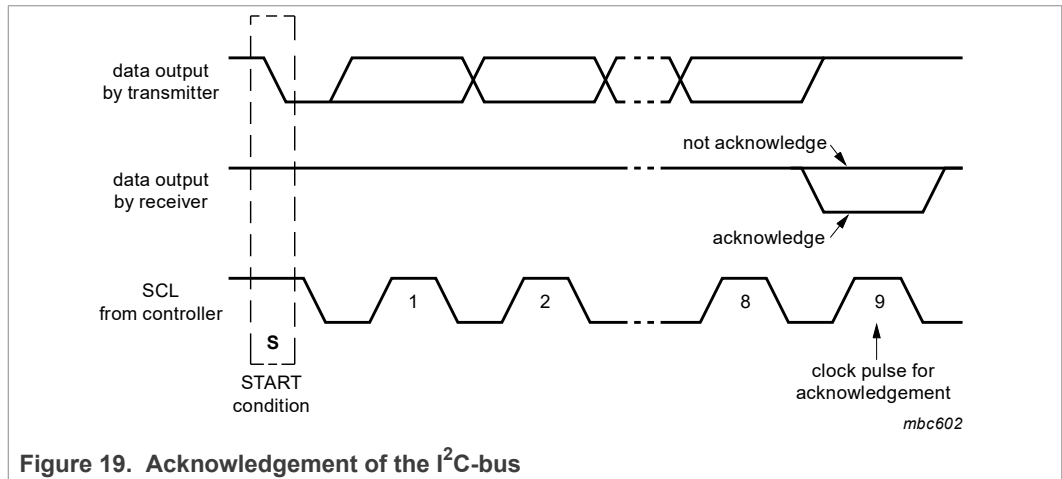 data output
by transmitter
not acknowledge
data output
by receiver
acknowledge
SCL
from controller
1
2
8
9
S
START
condition
clock pulse for
acknowledgement
mbc602
Figure 19. Acknowledgement of the I²C-bus